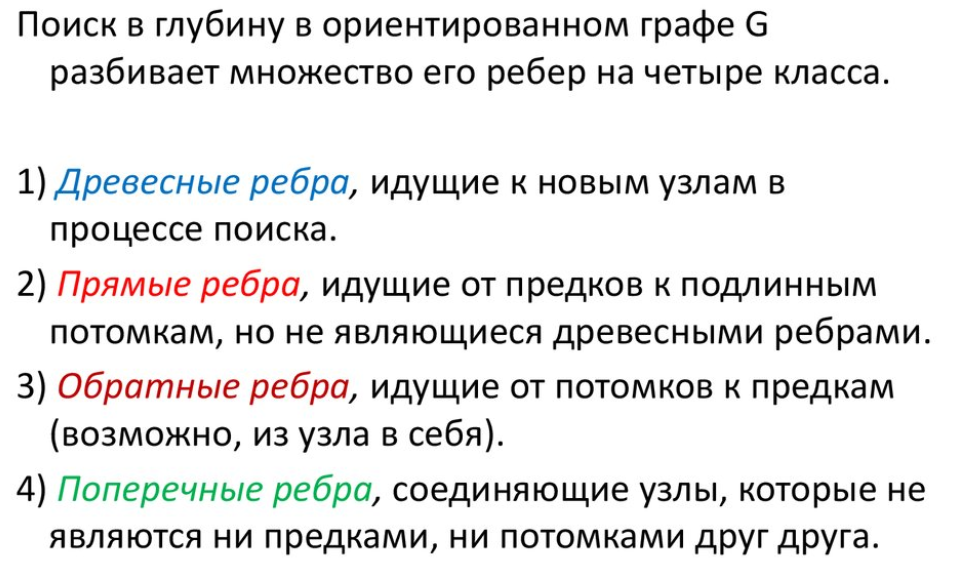 Поиск в глубину в ориентированном графе G
разбивает множество его ребер на четыре класса.
1) Древесные ребра, идущие к новым узлам в
процессе поиска.
2) Прямые ребра, идущие от предков к подлинным
потомкам, но не являющиеся древесными ребрами.
3) Обратные ребра, идущие от потомков к предкам
(возможно, из узла в себя).
4) Поперечные ребра, соединяющие узлы, которые не
являются ни предками, ни потомками друг друга.